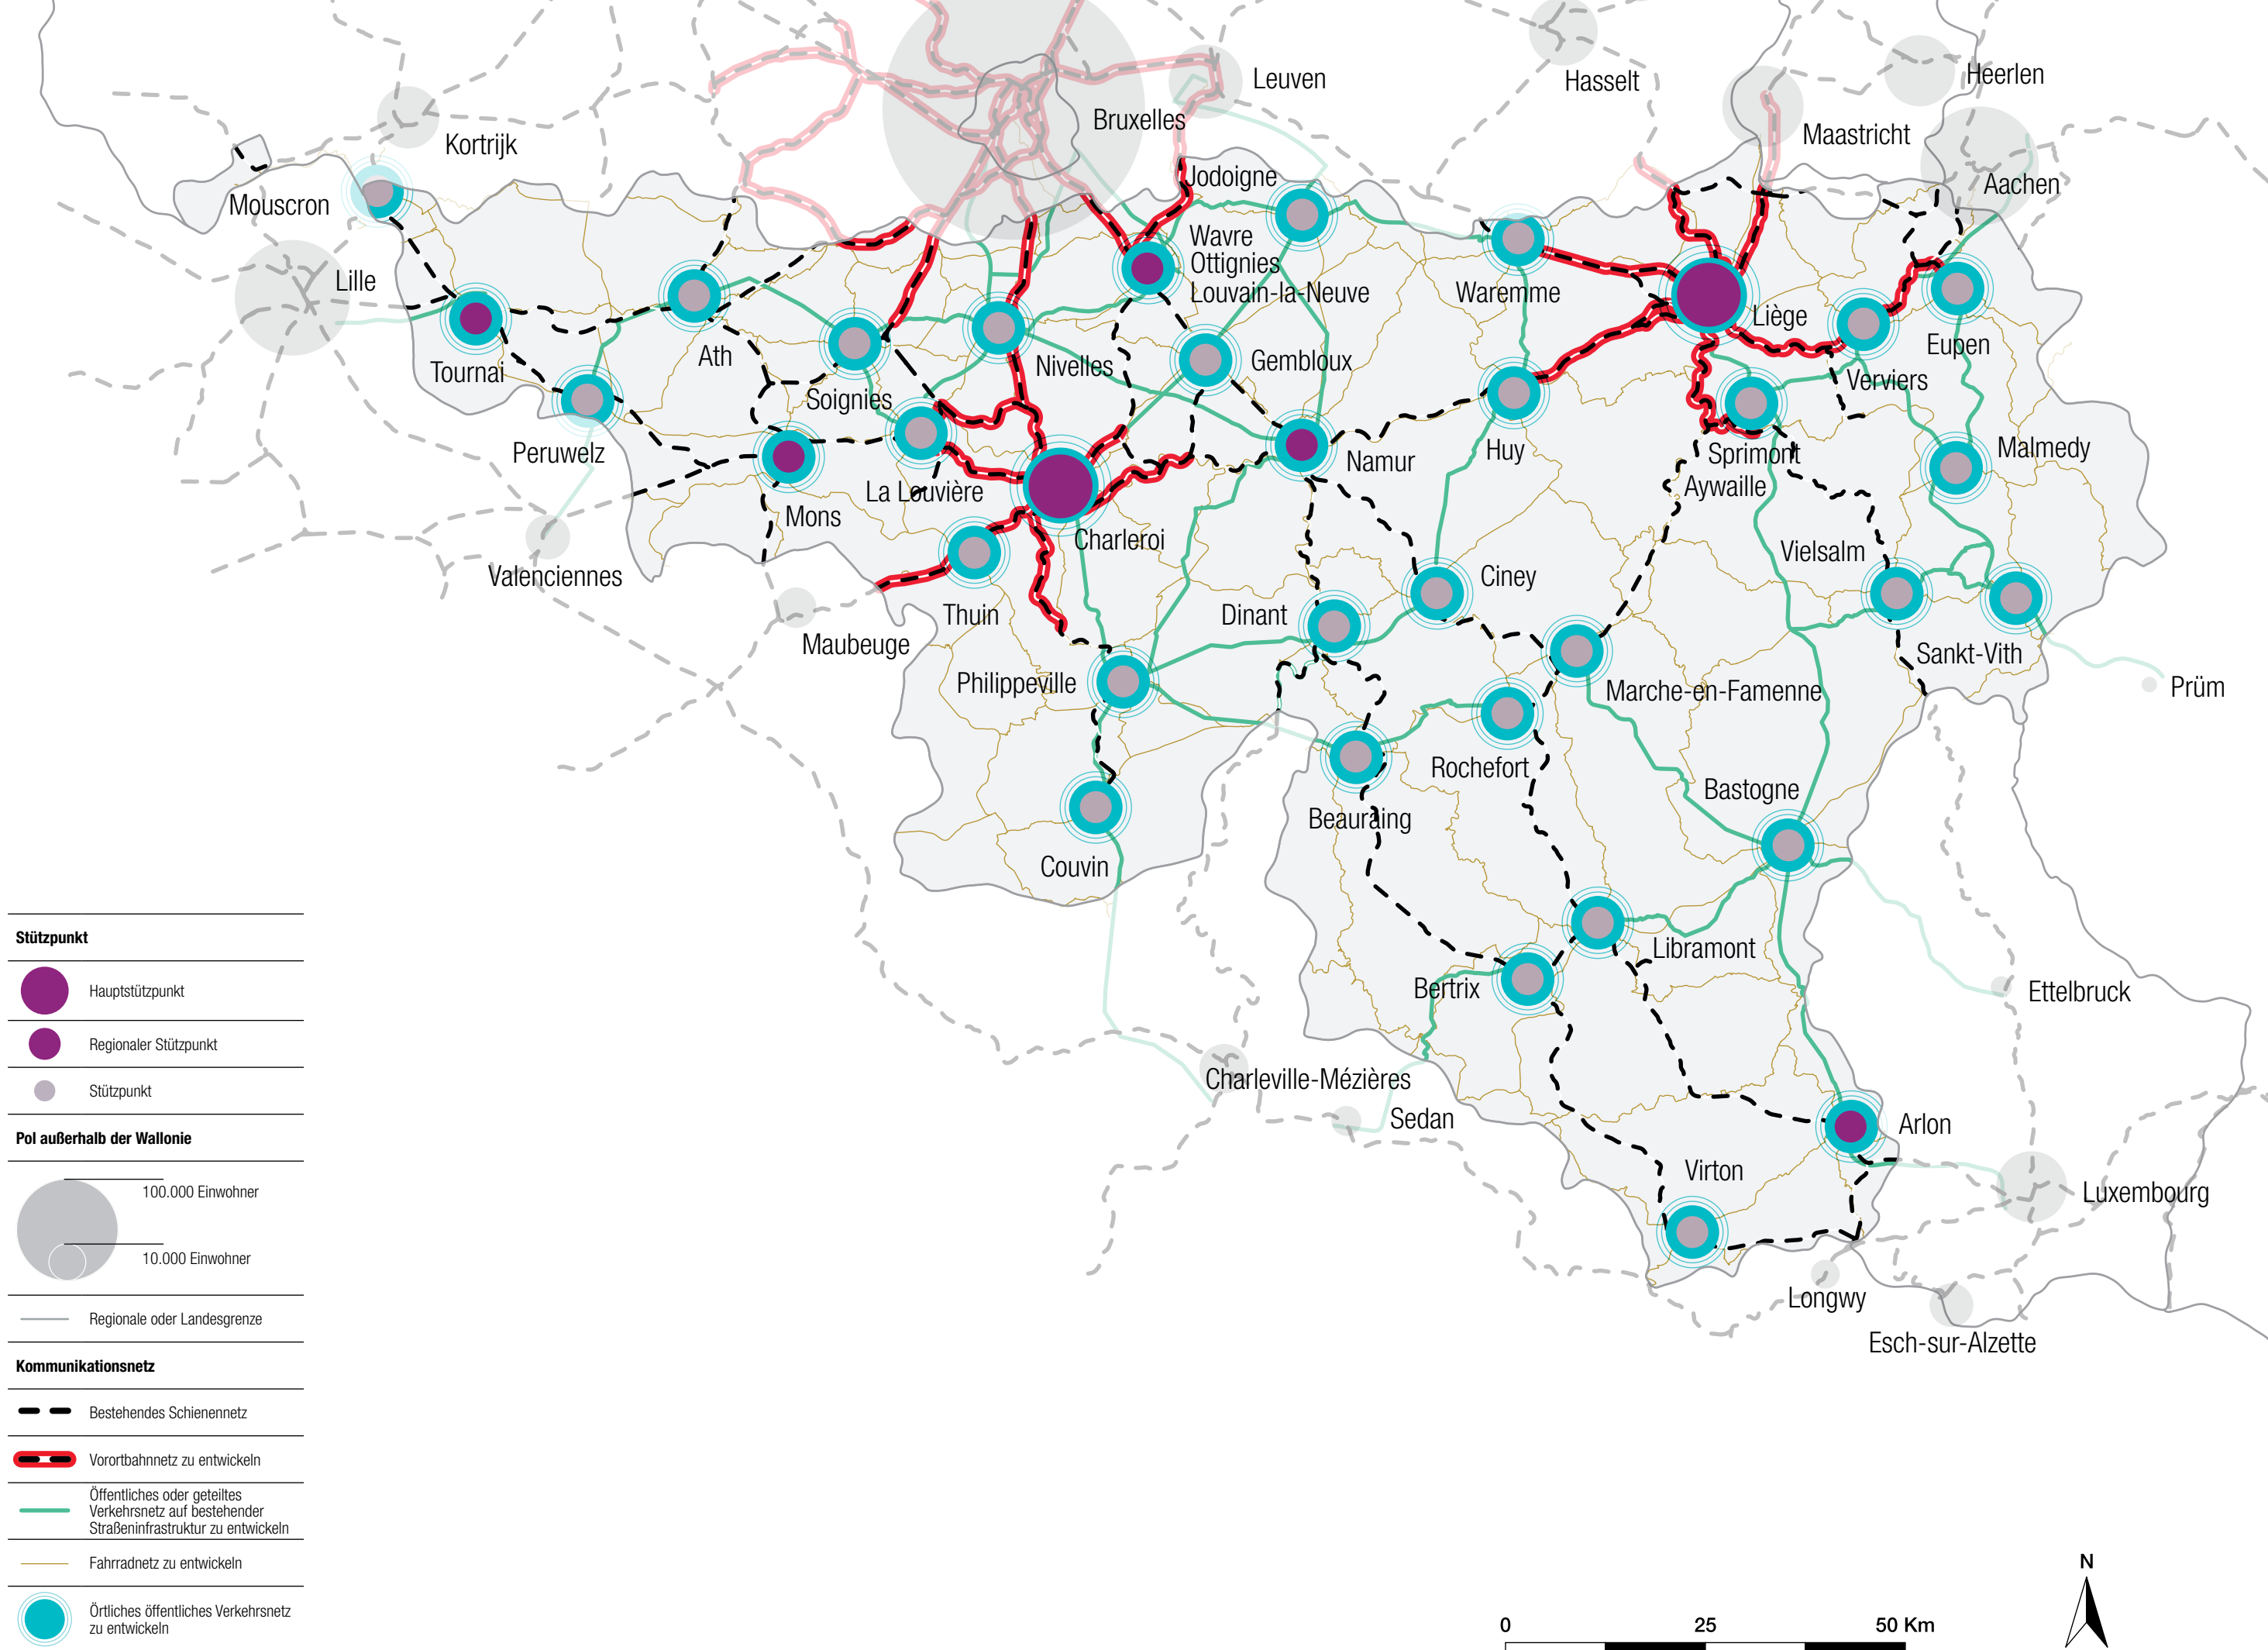 Leuven
Hasselt
Heerlen
Bruxelles
Maastricht
Kortrijk
Aachen
Jodoigne
Mouscron
Wavre
Ottignies
Louvain-la-Neuve
Lille
Waremme
Liège
Eupen
Ath
Nivelles
Gembloux
Tournai
Verviers
Soignies
Peruwelz
Huy
Sprimont
Aywaille
Malmedy
Namur
La Louvière
Mons
Charleroi
Vielsalm
Valenciennes
Ciney
Thuin
Dinant
Maubeuge
Sankt-Vith
Philippeville
Marche-en-Famenne
Prüm
Rochefort
Bastogne
Beauraing
Couvin
Libramont
Bertrix
Ettelbruck
Charleville-Mézières
Sedan
Arlon
Virton
Luxembourg
Longwy
Esch-sur-Alzette
Stützpunkt
Hauptstützpunkt
Regionaler Stützpunkt
Stützpunkt
Pol außerhalb der Wallonie
100.000 Einwohner
10.000 Einwohner
Regionale oder Landesgrenze
Kommunikationsnetz
Bestehendes Schienennetz
Vorortbahnnetz zu entwickeln
Öffentliches oder geteiltes
Verkehrsnetz auf bestehender
Straßeninfrastruktur zu entwickeln
Fahrradnetz zu entwickeln
Örtliches öffentliches Verkehrsnetz
zu entwickeln
N
0 25 50 Km